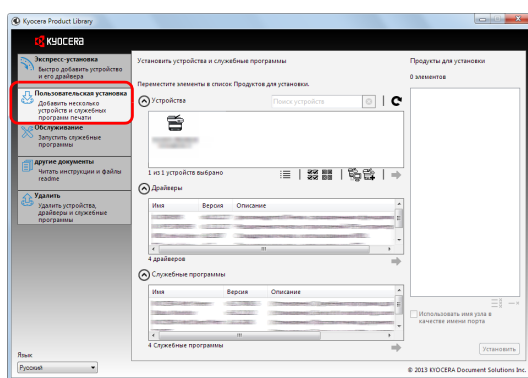 Kyocera Product Library
KYOCERA
Экспресс-установка
Быстро добавить устройство
и его драйвера
Пользовательская установка
Добавить несколько
устройств и служебных
программ печати
Обслуживание
Запустить служебные
программы
другие документы
Читать инструкции и файлы
readme
Удалить
Удалить устройства,
драйверы и служебные
программы
Язык:
Русский
Установить устройства и служебные программы
Переместите элементы в список Продуктов для установки.
Устройства
Поиск устройств
1 из 1 устройств выбрано
Драйверы
Имя Версия Описание
4 драйверов
Служебные программы
Имя Версия Описание
4 Служебные программы
Продукты для установки
0 элементов
Использовать имя узла в
качестве имени порта
Установить
© 2013 KYOCERA Document Solutions Inc.